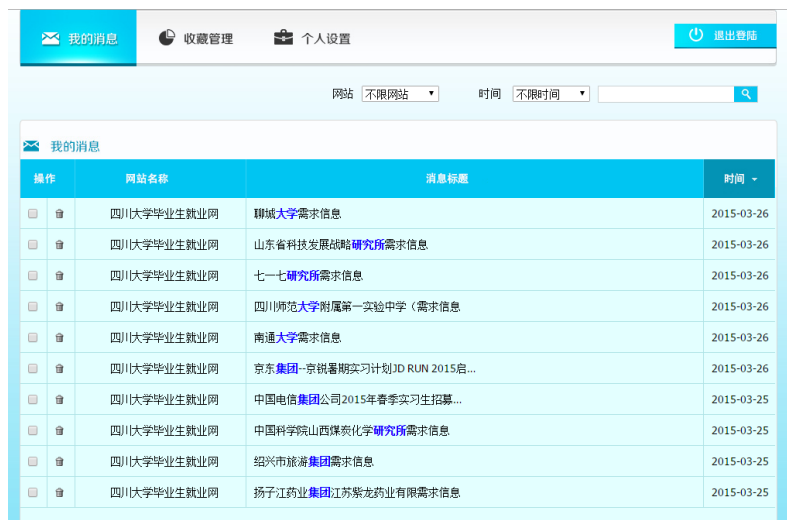 我的消息 收藏管理 个人设置 退出登陆
网站 不限网站 时间 不限时间
我的消息
操作 网站名称 消息标题 时间
四川大学毕业生就业网 聊城大学需求信息 2015-03-26
四川大学毕业生就业网 山东省科技发展战略研究所需求信息 2015-03-26
四川大学毕业生就业网 七一七研究所需求信息 2015-03-26
四川大学毕业生就业网 四川师范大学附属第一实验中学（需求信息 2015-03-26
四川大学毕业生就业网 南通大学需求信息 2015-03-26
四川大学毕业生就业网 京东集团--京锐暑期实习计划JD RUN 2015启... 2015-03-26
四川大学毕业生就业网 中国电信集团公司2015年春季实习生招募... 2015-03-25
四川大学毕业生就业网 中国科学院山西煤炭化学研究所需求信息 2015-03-25
四川大学毕业生就业网 绍兴市旅游集团需求信息 2015-03-25
四川大学毕业生就业网 扬子江药业集团江苏紫龙药业有限需求信息 2015-03-25